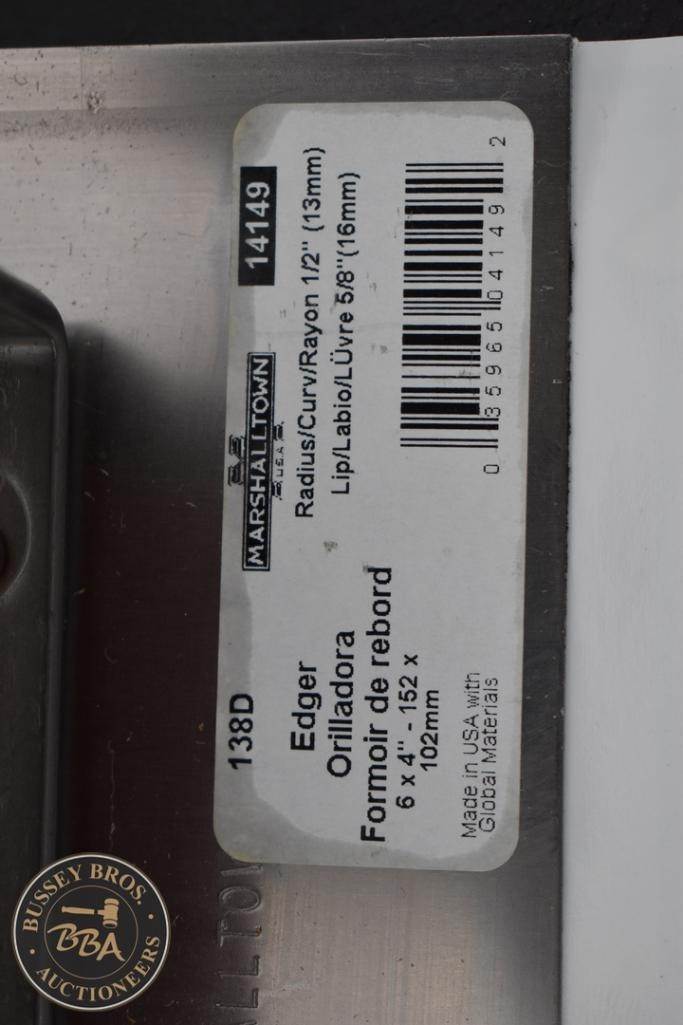 138D
MARSHALLTOWN
U.S.A.
14149
Edger
Orilladora
Formoir de rebord
6 x 4" - 152 x
102mm
Radius/Curv/Rayon 1/2" (13mm)
Lip/Labio/LÜvre 5/8"(16mm)
Made in USA with
Global Materials
0 35965 04149 2
LLTOW
BUSSEY BROS.
BBA
AUCTIONEERS